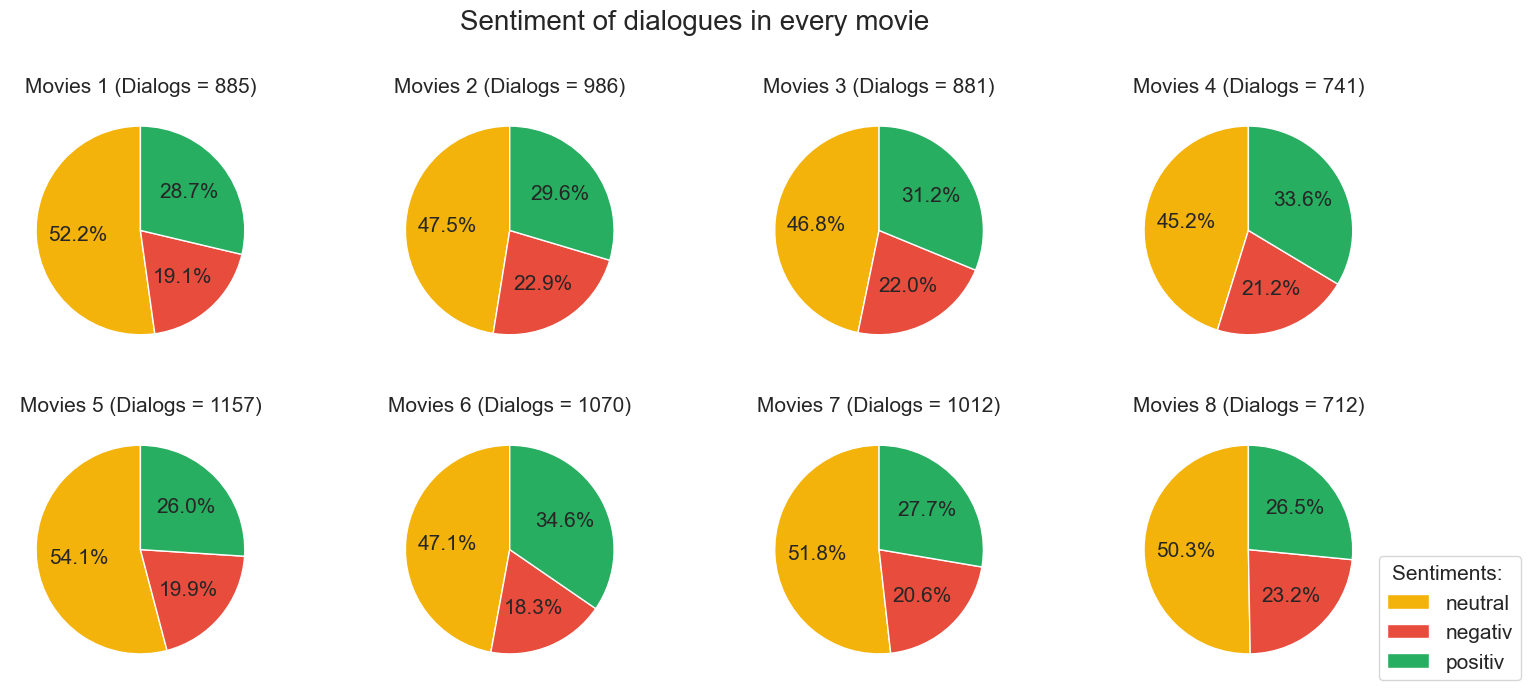 Sentiment of dialogues in every movie
Movies 1 (Dialogs = 885)
28.7%
52.2%
19.1%
Movies 2 (Dialogs = 986)
29.6%
47.5%
22.9%
Movies 3 (Dialogs = 881)
31.2%
46.8%
22.0%
Movies 4 (Dialogs = 741)
33.6%
45.2%
21.2%
Movies 5 (Dialogs = 1157)
26.0%
54.1%
19.9%
Movies 6 (Dialogs = 1070)
34.6%
47.1%
18.3%
Movies 7 (Dialogs = 1012)
27.7%
51.8%
20.6%
Movies 8 (Dialogs = 712)
26.5%
50.3%
23.2%
Sentiments:
neutral
negativ
positiv